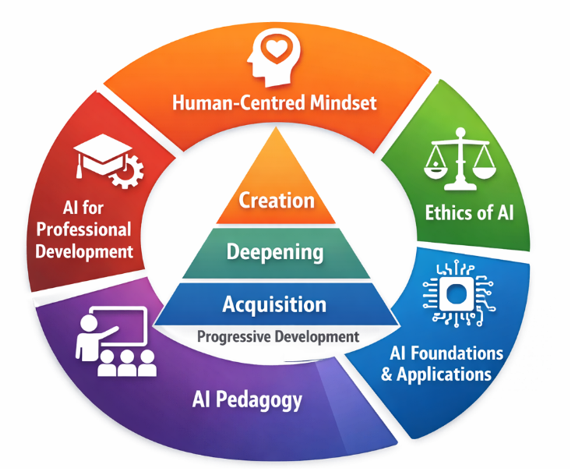 Human-Centred Mindset
Ethics of AI
AI Foundations
& Applications
AI Pedagogy
AI for
Professional
Development
Creation
Deepening
Acquisition
Progressive Development